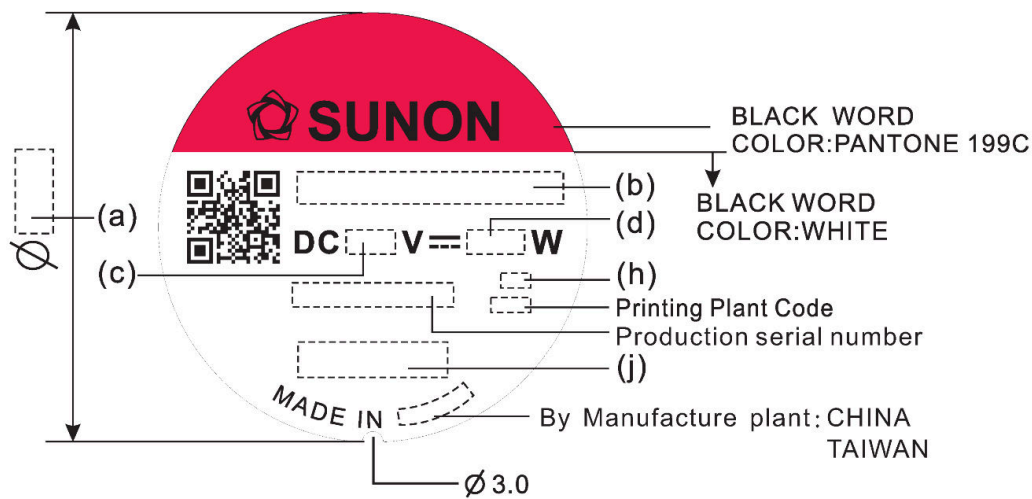 SUNON
BLACK WORD
COLOR:PANTONE 199C
(a)
(b)
BLACK WORD
COLOR:WHITE
(d)
DC V W
(c)
(h)
Printing Plant Code
Production serial number
(j)
MADE IN
By Manufacture plant: CHINA
TAIWAN
Ø
Ø 3.0